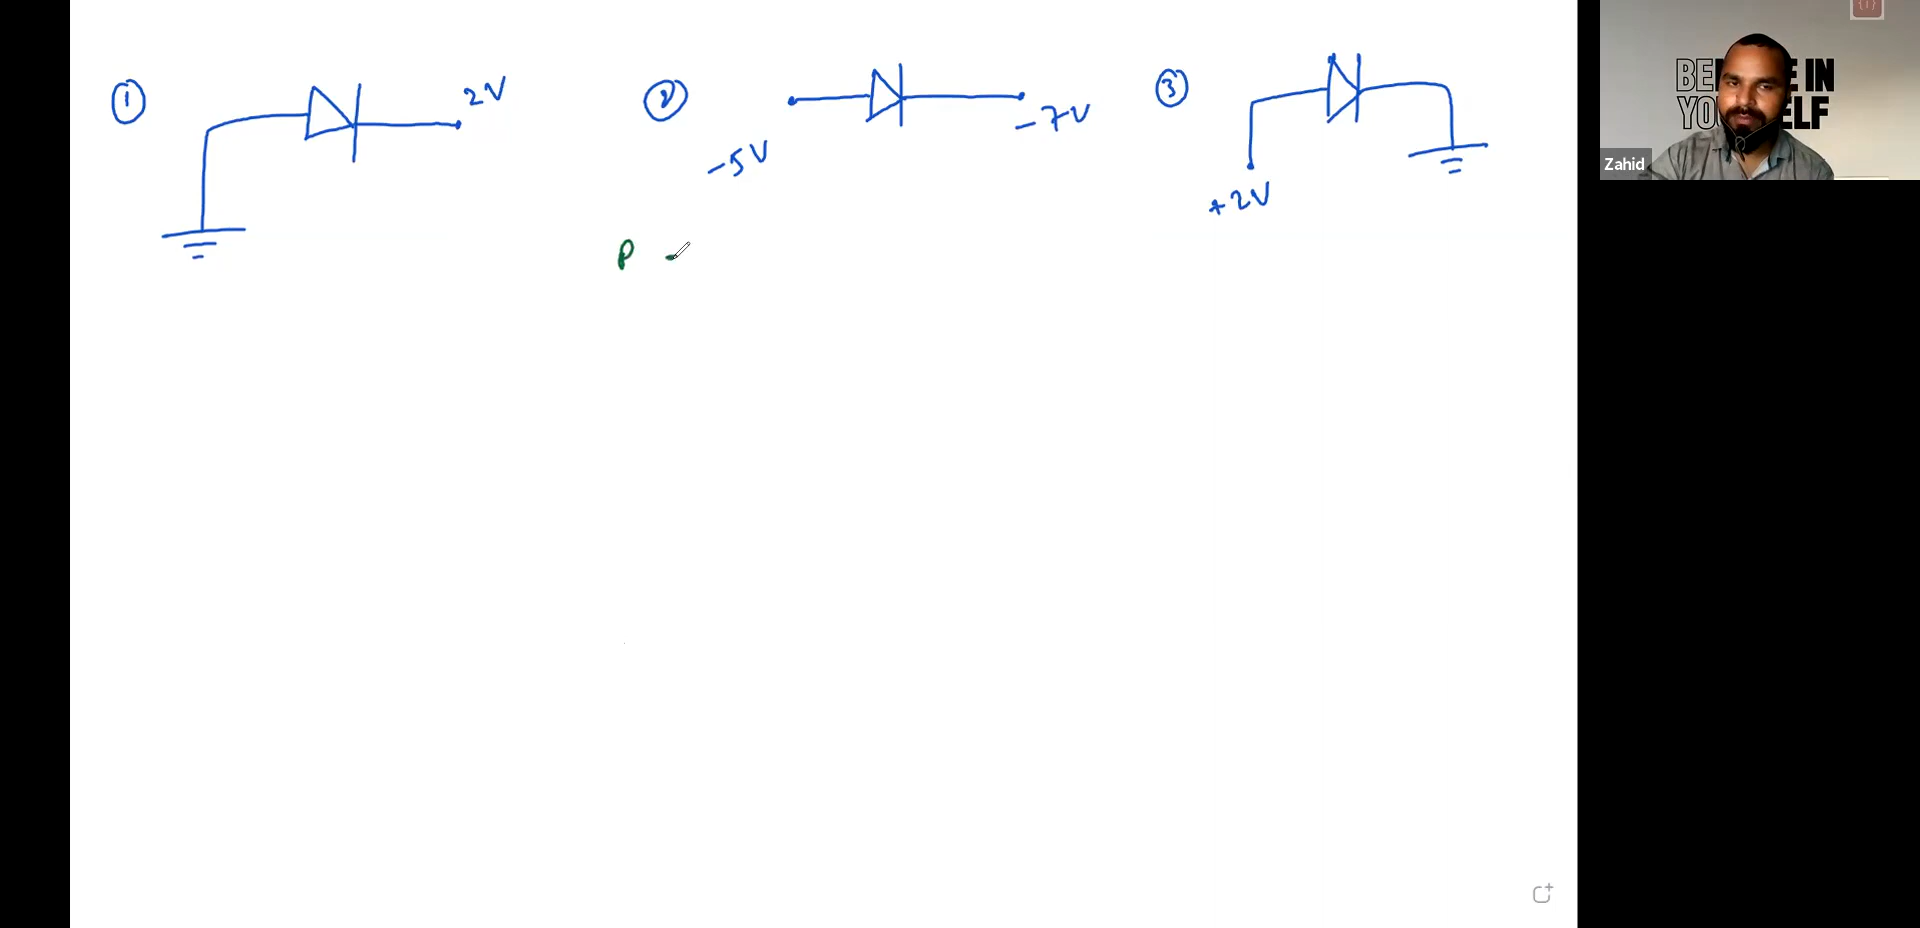 ① 2V
② -5V -7V
③ +2V
P -
BE IN
YO ELF
Zahid